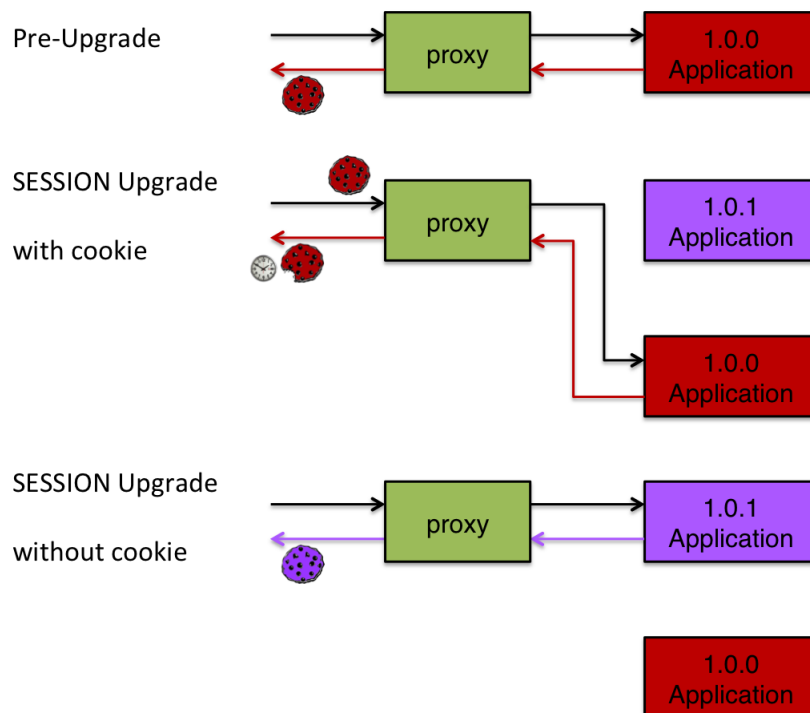 Pre-Upgrade
proxy
1.0.0
Application
SESSION Upgrade
with cookie
proxy
1.0.1
Application
1.0.0
Application
SESSION Upgrade
without cookie
proxy
1.0.1
Application
1.0.0
Application